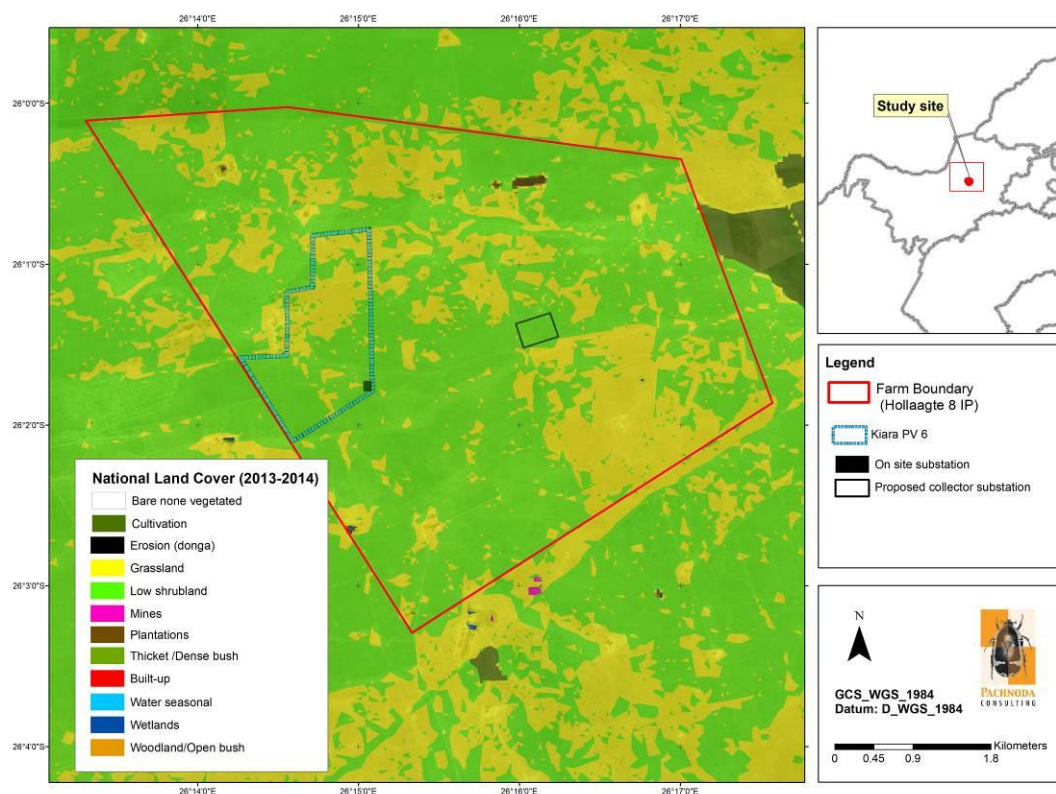 26°14'0"E
26°15'0"E
26°16'0"E
26°17'0"E
26°0'0"S
26°1'0"S
26°2'0"S
26°3'0"S
26°4'0"S
National Land Cover (2013-2014)
Bare none vegetated
Cultivation
Erosion (donga)
Grassland
Low shrubland
Mines
Plantations
Thicket /Dense bush
Built-up
Water seasonal
Wetlands
Woodland/Open bush
26°14'0"E
26°15'0"E
26°16'0"E
26°17'0"E
Study site
Legend
Farm Boundary
(Hollaagte 8 IP)
Kiara PV 6
On site substation
Proposed collector substation
N
GCS_WGS_1984
Datum: D_WGS_1984
PACHNODA
CONSULTING
Kilometers
0 0.45 0.9 1.8